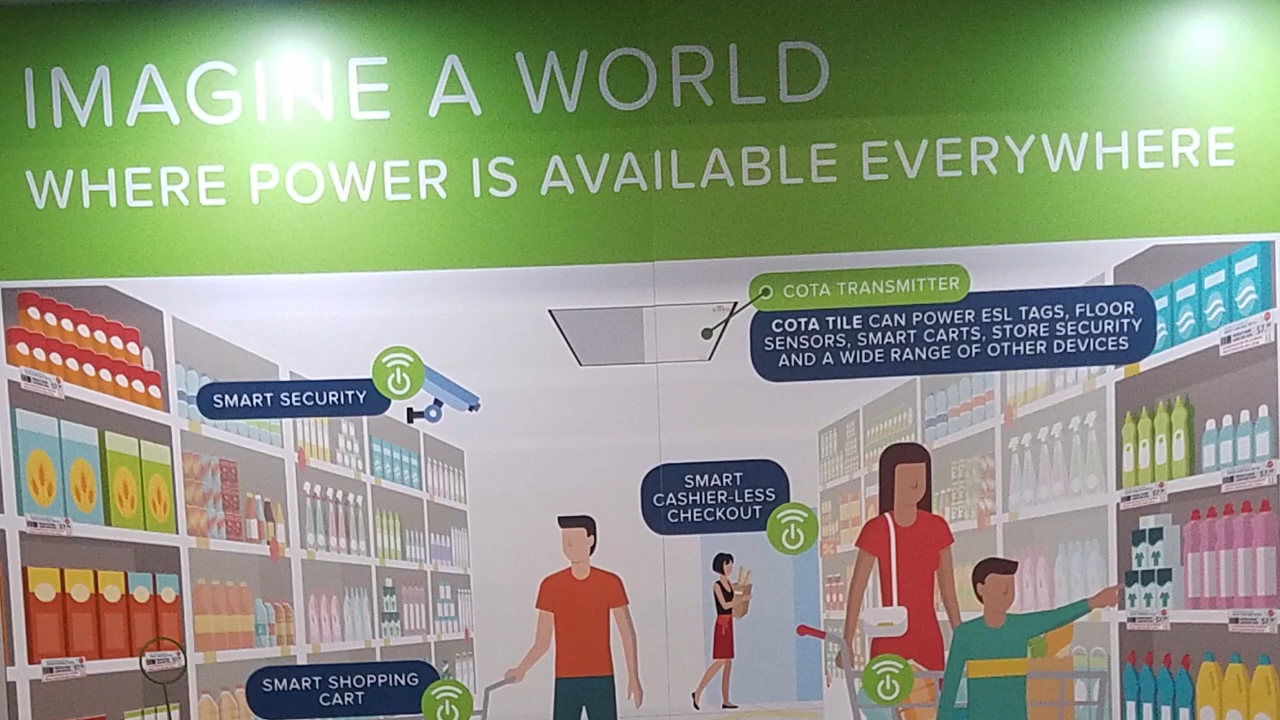 IMAGINE A WORLD
WHERE POWER IS AVAILABLE EVERYWHERE
COTA TRANSMITTER
COTA TILE CAN POWER ESL TAGS, FLOOR
SENSORS, SMART CARTS, STORE SECURITY
AND A WIDE RANGE OF OTHER DEVICES
SMART SECURITY
SMART
CASHIER-LESS
CHECKOUT
SMART SHOPPING
CART